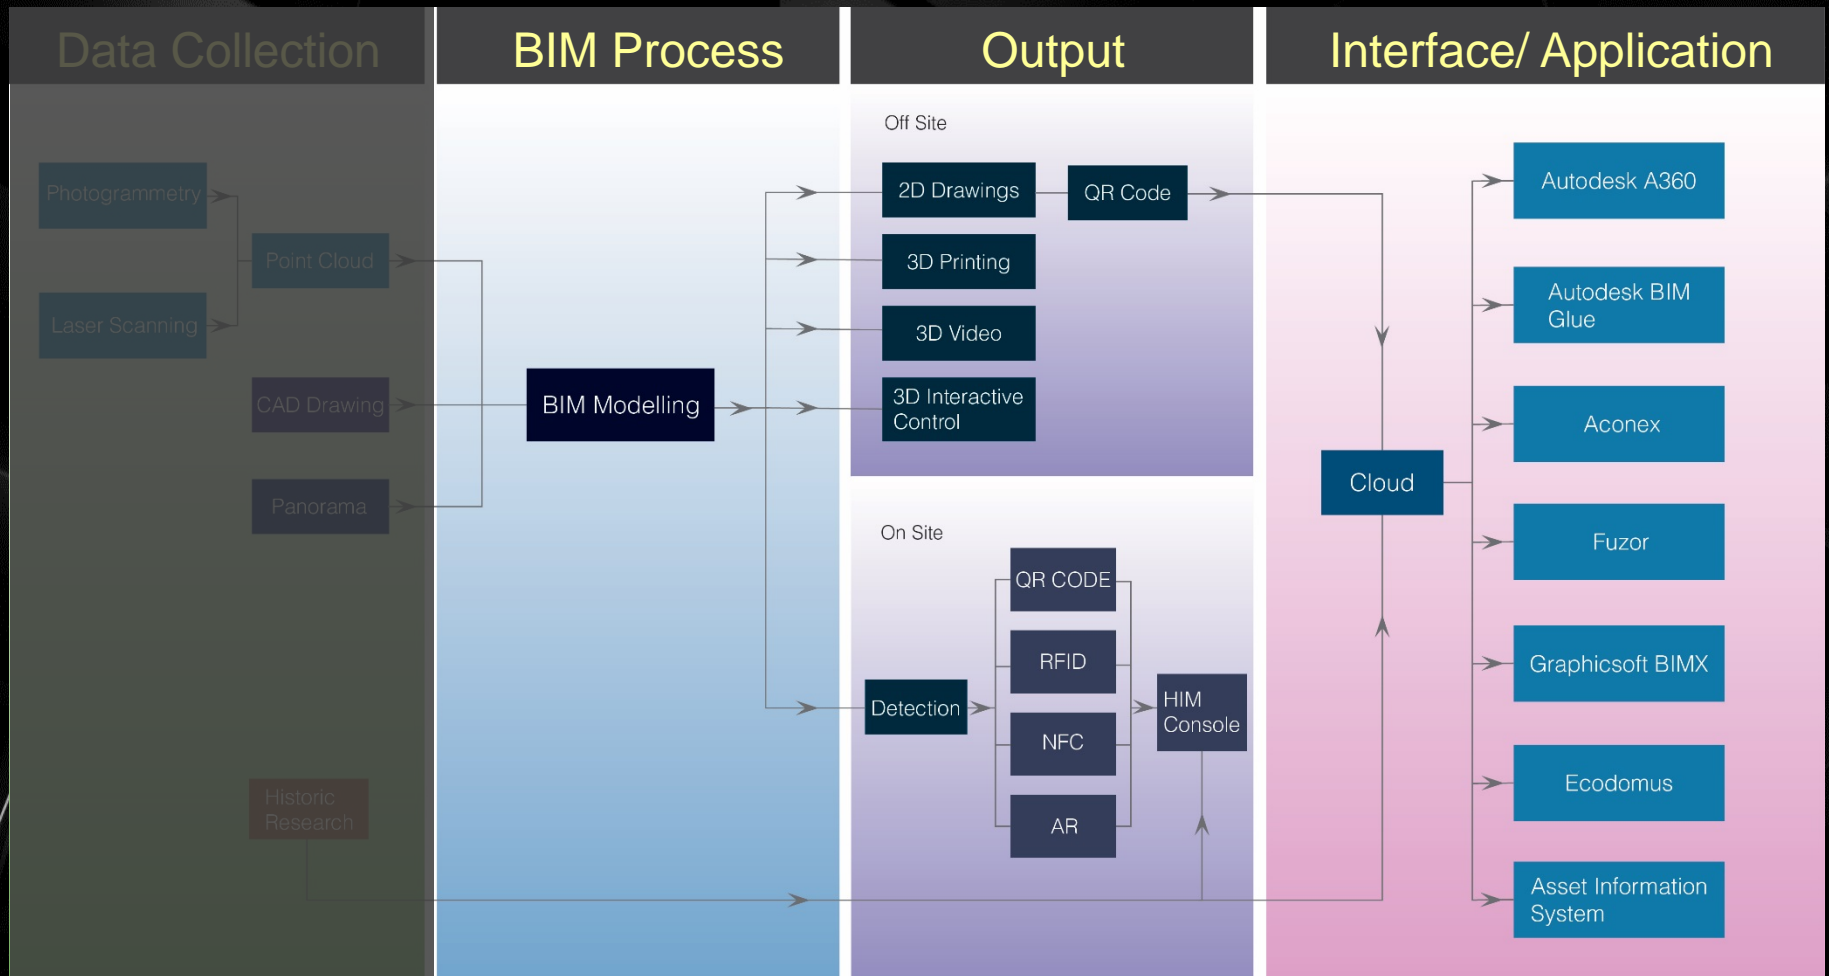 Data Collection
BIM Process
Output
Interface/ Application
Photogrammetry
Laser Scanning
Point Cloud
CAD Drawing
Panorama
Historic
Research
BIM Modelling
Off Site
2D Drawings
QR Code
3D Printing
3D Video
3D Interactive
Control
On Site
Detection
QR CODE
RFID
NFC
AR
HIM
Console
Cloud
Autodesk A360
Autodesk BIM
Glue
Aconex
Fuzor
Graphicsoft BIMX
Ecodomus
Asset Information
System